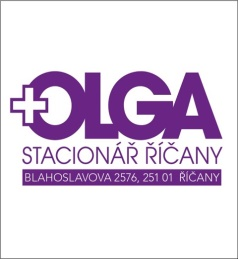 OLGA
STACIONÁŘ ŘÍČANY
BLAHOSLAVOVA 2576, 251 01 ŘÍČANY